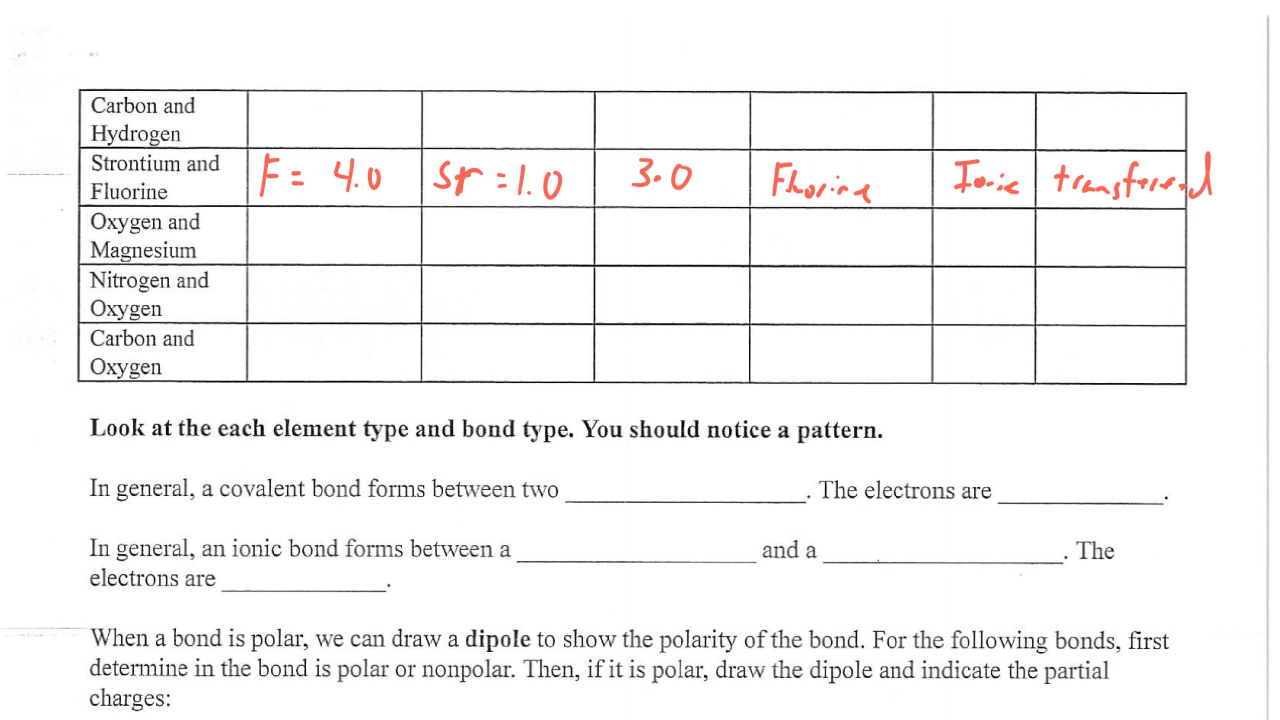 Carbon and
Hydrogen
Strontium and
Fluorine
F = 4.0
Sr = 1.0
3.0
Fluorine
Ionic
transferred
Oxygen and
Magnesium
Nitrogen and
Oxygen
Carbon and
Oxygen
Look at the each element type and bond type. You should notice a pattern.
In general, a covalent bond forms between two ____________. The electrons are ____________.
In general, an ionic bond forms between a ____________ and a ____________. The
electrons are ____________.
When a bond is polar, we can draw a dipole to show the polarity of the bond. For the following bonds, first
determine in the bond is polar or nonpolar. Then, if it is polar, draw the dipole and indicate the partial
charges: